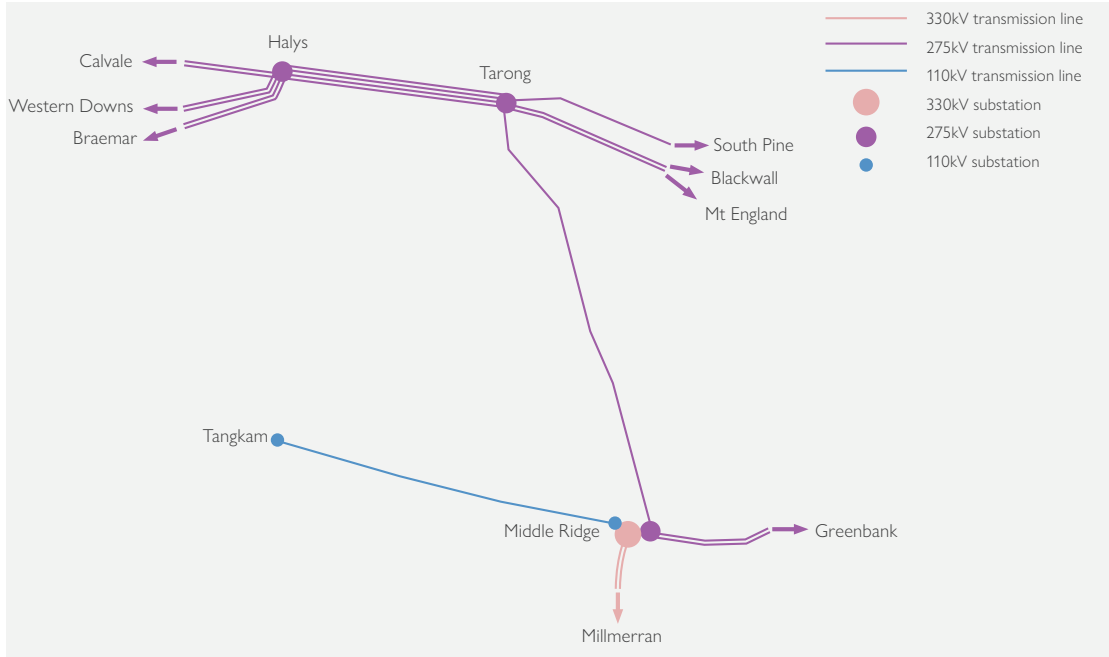 330kV transmission line
275kV transmission line
110kV transmission line
330kV substation
275kV substation
110kV substation
Halys
Calvale
Tarong
Western Downs
Braemar
South Pine
Blackwall
Mt England
Tangkam
Middle Ridge
Greenbank
Millmerran